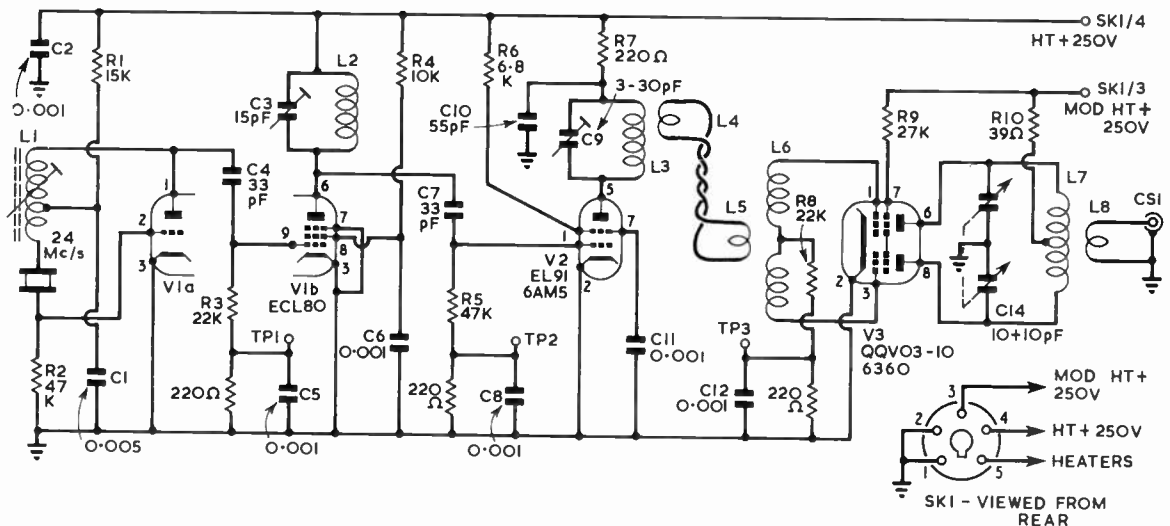 SK1/4
HT+250V
C2
0.001
R1
15K
L2
C3
15pF
R4
10K
R6
6.8
K
R7
220Ω
3-30pF
C10
55pF
C9
L3
L4
L5
SK1/3
MOD HT+
250V
R9
27K
R10
39Ω
L1
24
Mc/s
C4
33
pF
1
2
3
V1a
6
7
9
8
3
V1b
ECL80
C7
33
pF
5
1
7
2
V2
EL91
6AM5
L6
R8
22K
1
7
6
2
8
3
V3
QQV03-10
6360
L7
L8
CS1
C14
10+10pF
R2
47
K
C1
0.005
R3
22K
220Ω
TP1
C5
0.001
C6
0.001
R5
47K
220
Ω
TP2
C8
0.001
C11
0.001
TP3
C12
0.001
220
Ω
3
2
4
1
5
MOD HT+
250V
HT+250V
HEATERS
SK1-VIEWED FROM
REAR